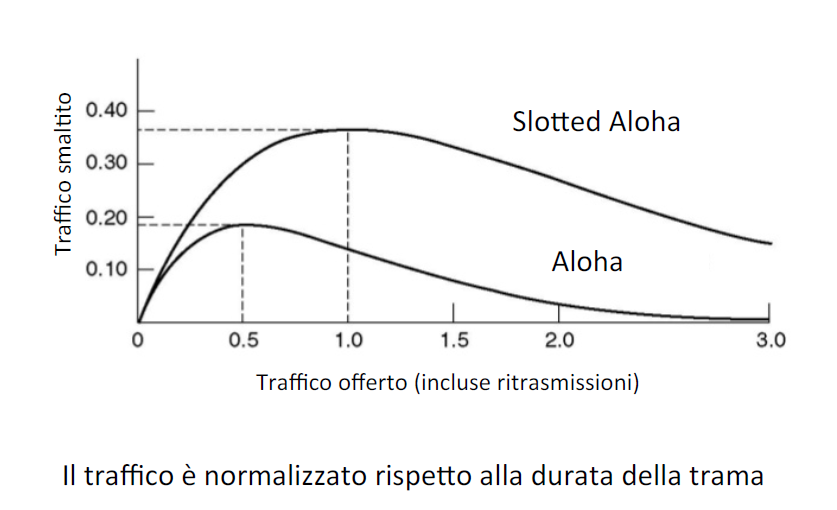 Traffico smaltito
0.40
0.30
0.20
0.10
Slotted Aloha
Aloha
0 0.5 1.0 1.5 2.0 3.0
Traffico offerto (incluse ritrasmissioni)
Il traffico è normalizzato rispetto alla durata della trama